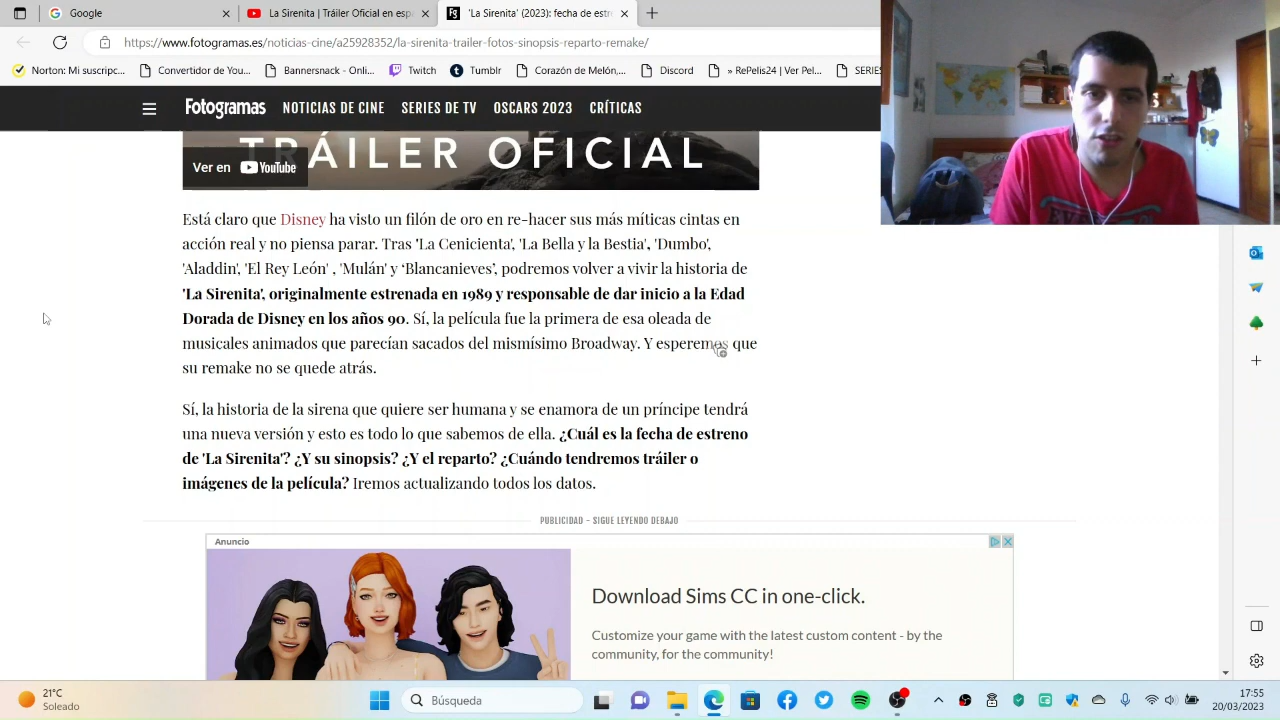 Google
La Sirenita | Tráiler Oficial en esp
'La Sirenita' (2023): fecha de estre
https://www.fotogramas.es/noticias-cine/a25928352/la-sirenita-trailer-fotos-sinopsis-reparto-remake/
Norton: Mi suscripc...
Convertidor de You...
Bannersnack · Onli...
Twitch
Tumblr
Corazón de Melón,...
Discord
» RePelis24 | Ver Pel...
SERIES
Fotogramas NOTICIAS DE CINE SERIES DE TV OSCARS 2023 CRÍTICAS
TRÁILER OFICIAL
Ver en YouTube
Está claro que Disney ha visto un filón de oro en re-hacer sus más míticas cintas en
acción real y no piensa parar. Tras 'La Cenicienta', 'La Bella y la Bestia', 'Dumbo',
'Aladdin', 'El Rey León' , 'Mulán' y ‘Blancanieves’, podremos volver a vivir la historia de
'La Sirenita', originalmente estrenada en 1989 y responsable de dar inicio a la Edad
Dorada de Disney en los años 90. Sí, la película fue la primera de esa oleada de
musicales animados que parecían sacados del mismísimo Broadway. Y esperemos que
su remake no se quede atrás.
Sí, la historia de la sirena que quiere ser humana y se enamora de un príncipe tendrá
una nueva versión y esto es todo lo que sabemos de ella. ¿Cuál es la fecha de estreno
de 'La Sirenita'? ¿Y su sinopsis? ¿Y el reparto? ¿Cuándo tendremos tráiler o
imágenes de la película? Iremos actualizando todos los datos.
PUBLICIDAD - SIGUE LEYENDO DEBAJO
Anuncio
Download Sims CC in one-click.
Customize your game with the latest custom content - by the
community, for the community!
21°C
Soleado
Búsqueda
17:55
20/03/2023